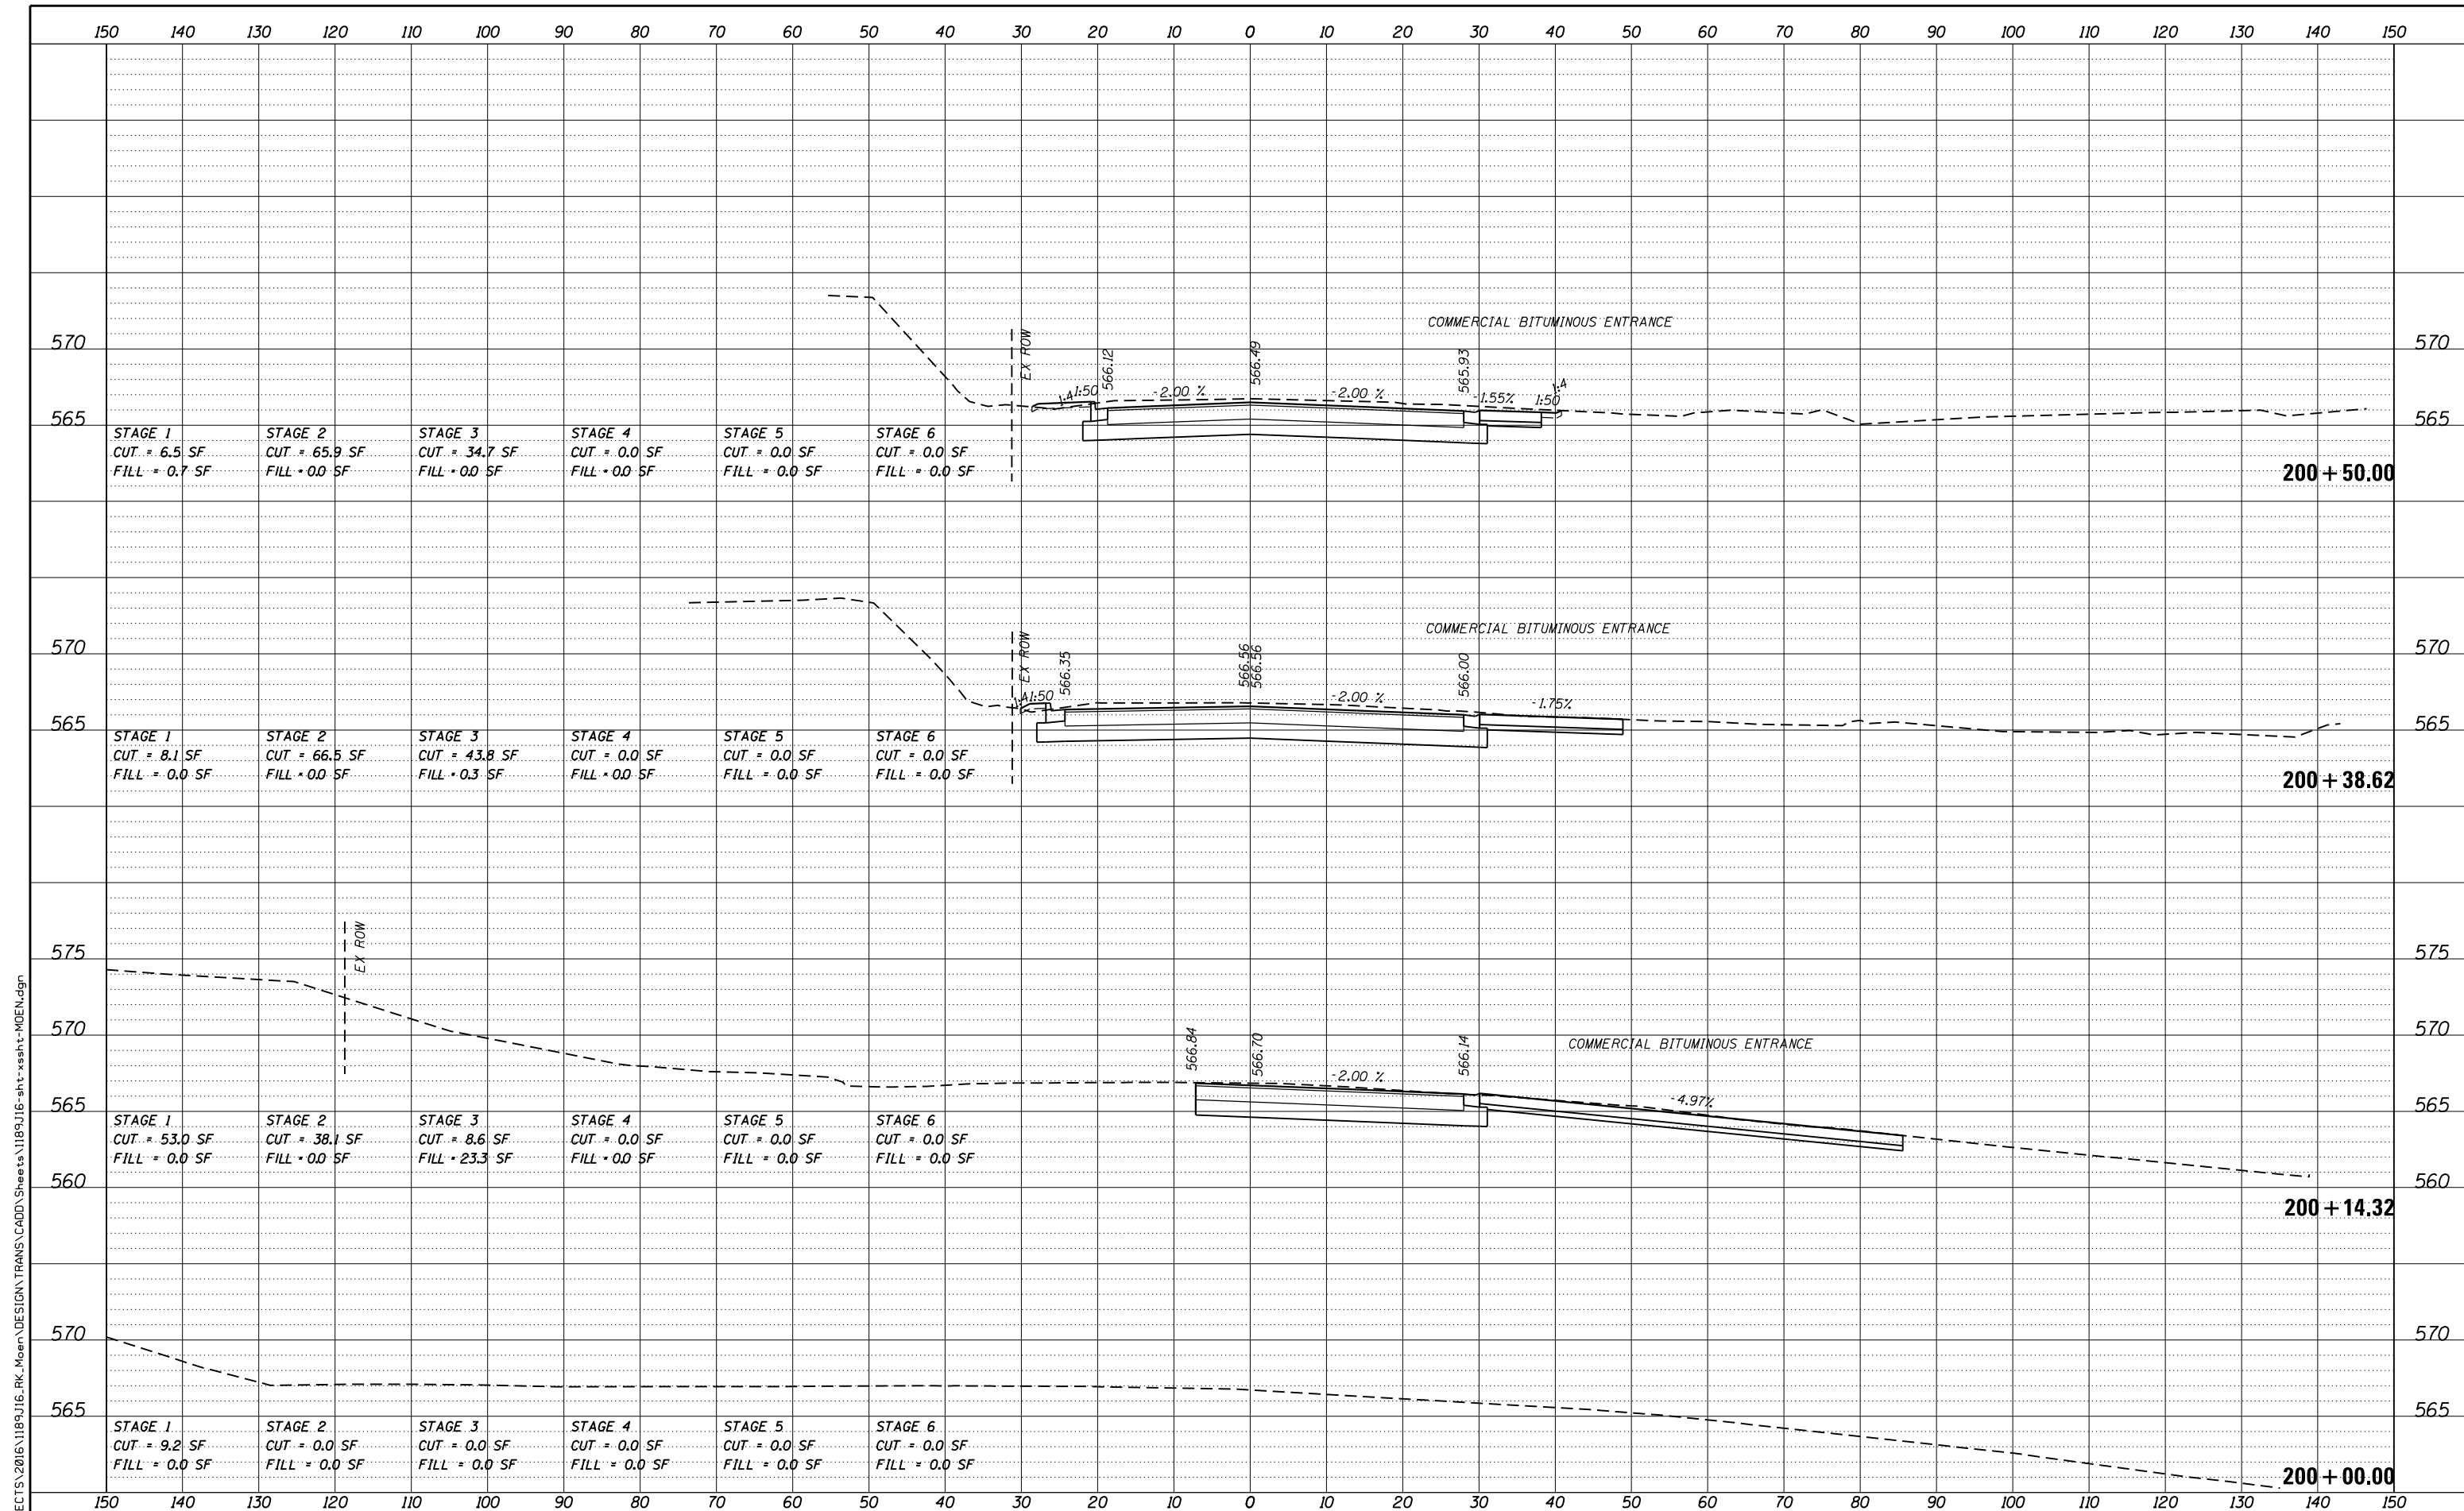 150 140 130 120 110 100 90 80 70 60 50 40 30 20 10 0 10 20 30 40 50 60 70 80 90 100 110 120 130 140 150
COMMERCIAL BITUMINOUS ENTRANCE
570 EX ROW 566.12 566.49 565.93 570
1:4 1:50 -2.00 % -2.00 % -1.55% 1:50 1:4
565 565
STAGE 1 STAGE 2 STAGE 3 STAGE 4 STAGE 5 STAGE 6
CUT = 6.5 SF CUT = 65.9 SF CUT = 34.7 SF CUT = 0.0 SF CUT = 0.0 SF CUT = 0.0 SF
FILL = 0.7 SF FILL = 0.0 SF FILL = 0.0 SF FILL = 0.0 SF FILL = 0.0 SF FILL = 0.0 SF
200+50.00
COMMERCIAL BITUMINOUS ENTRANCE
570 EX ROW 566.35 566.56 566.56 566.00 570
1:4 1:50 -2.00 % -1.75%
565 565
STAGE 1 STAGE 2 STAGE 3 STAGE 4 STAGE 5 STAGE 6
CUT = 8.1 SF CUT = 66.5 SF CUT = 43.8 SF CUT = 0.0 SF CUT = 0.0 SF CUT = 0.0 SF
FILL = 0.0 SF FILL = 0.0 SF FILL = 0.3 SF FILL = 0.0 SF FILL = 0.0 SF FILL = 0.0 SF
200+38.62
575 EX ROW 575
570 566.84 566.70 566.14 COMMERCIAL BITUMINOUS ENTRANCE 570
-2.00 % -4.97%
565 565
STAGE 1 STAGE 2 STAGE 3 STAGE 4 STAGE 5 STAGE 6
CUT = 53.0 SF CUT = 38.1 SF CUT = 8.6 SF CUT = 0.0 SF CUT = 0.0 SF CUT = 0.0 SF
FILL = 0.0 SF FILL = 0.0 SF FILL = 23.3 SF FILL = 0.0 SF FILL = 0.0 SF FILL = 0.0 SF
560 560
200+14.32
570 570
565 565
STAGE 1 STAGE 2 STAGE 3 STAGE 4 STAGE 5 STAGE 6
CUT = 9.2 SF CUT = 0.0 SF CUT = 0.0 SF CUT = 0.0 SF CUT = 0.0 SF CUT = 0.0 SF
FILL = 0.0 SF FILL = 0.0 SF FILL = 0.0 SF FILL = 0.0 SF FILL = 0.0 SF FILL = 0.0 SF
200+00.00
150 140 130 120 110 100 90 80 70 60 50 40 30 20 10 0 10 20 30 40 50 60 70 80 90 100 110 120 130 140 150
ECTS\2016\1189J16_RK_Moen\DESIGN\TRANS\CADD\Sheets\1189J16-sht-xssht-MOEN.dgn